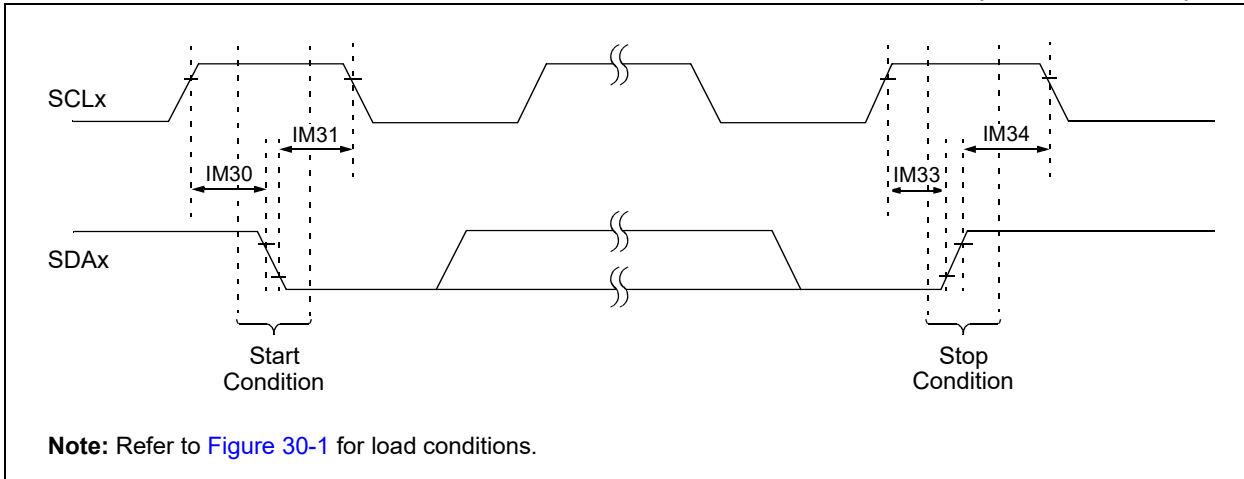 SCLx
IM31
IM34
IM30
IM33
SDAx
Start
Condition
Stop
Condition
Note: Refer to Figure 30-1 for load conditions.